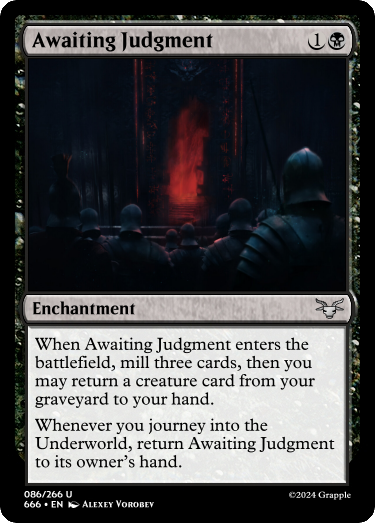 Awaiting Judgment 1
Enchantment
When Awaiting Judgment enters the
battlefield, mill three cards, then you
may return a creature card from your
graveyard to your hand.
Whenever you journey into the
Underworld, return Awaiting Judgment
to its owner's hand.
086/266 U
666 • EN Alexey Vorobev
©2024 Grapple